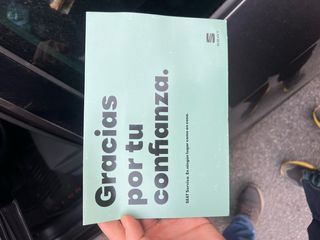 Gracias
por tu
confianza.
SEAT Service. En ningún lugar como en casa.
SEAT